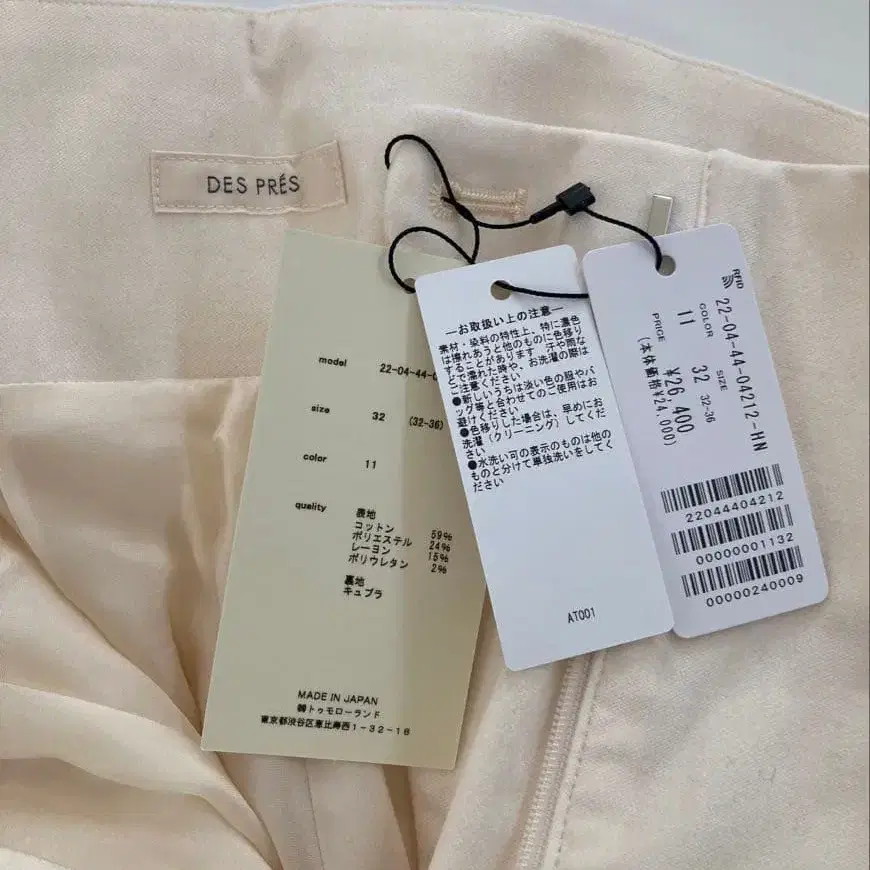 DES PRÉS
model 22-04-44-0
size 32 (32-36)
color 11
quality 表地
コットン 59%
ポリエステル 24%
レーヨン 15%
ポリウレタン 2%
裏地
キュプラ
MADE IN JAPAN
㈱トゥモローランド
東京都渋谷区恵比寿西1-32-18
—お取扱い上の注意—
素材・染料の特性上、特に濃色
は擦れあうと他のものに色移り
することがあります 汗や雨な
どで濡れた時や、お洗濯の際は
ご注意ください
●新しいうちは淡い色の服やバ
ッグ等と合わせてのご使用はお
避けください
●色移りした場合は、早めにお
洗濯(クリーニング)してくだ
さい
●水洗い可の表示のものは他の
ものと分けて単独洗いをしてく
ださい
AT001
RFID
22-04-44-04212-HN
COLOR SIZE
11 32 32-36
PRICE ¥26,400
(本体価格¥24,000)
22044404212
00000001132
00000240009